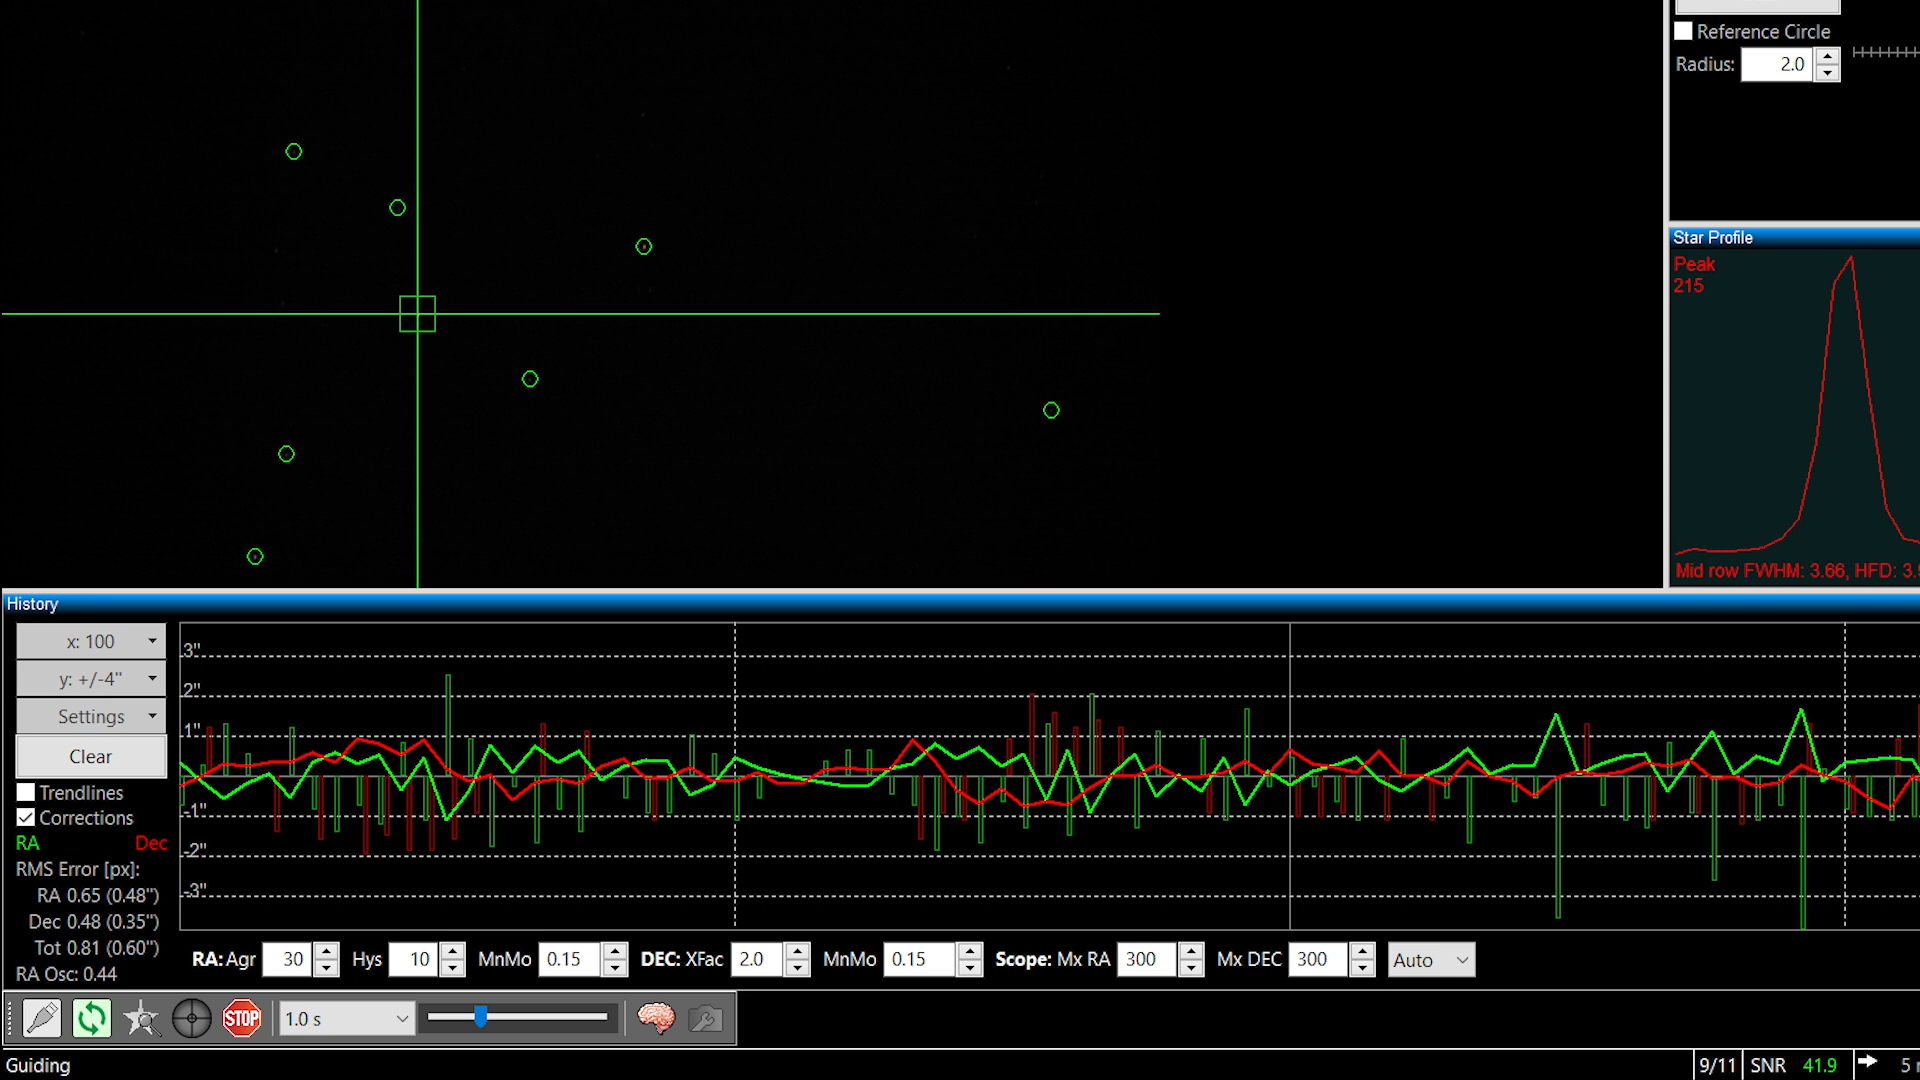 Reference Circle
Radius: 2.0
Star Profile
Peak
215
Mid row FWHM: 3.66, HFD: 3.
History
x: 100
y: +/-4"
Settings
Clear
Trendlines
Corrections
RA Dec
RMS Error [px]:
RA 0.65 (0.48")
Dec 0.48 (0.35")
Tot 0.81 (0.60")
RA Osc: 0.44
3"
2"
1"
-1"
-2"
-3"
RA: Agr 30 Hys 10 MnMo 0.15 DEC: XFac 2.0 MnMo 0.15 Scope: Mx RA 300 Mx DEC 300 Auto
STOP 1.0 s
Guiding 9/11 SNR 41.9 5